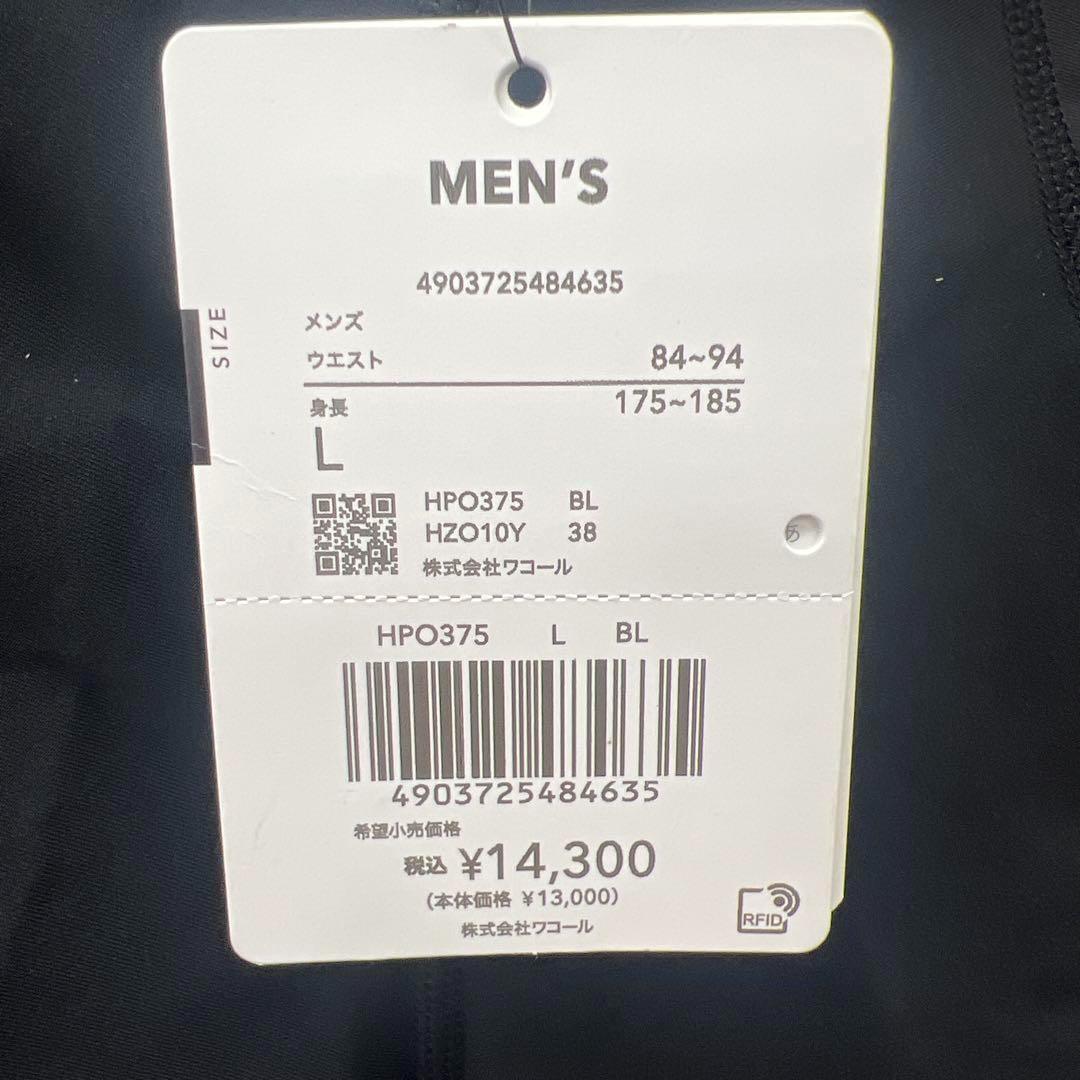 MEN'S
4903725484635
SIZE
メンズ
ウエスト 84~94
身長 175~185
L
HPO375 BL
HZO10Y 38
株式会社ワコール
あ
HPO375 L BL
4903725484635
希望小売価格
税込 ¥14,300
(本体価格 ¥13,000)
株式会社ワコール
RFID